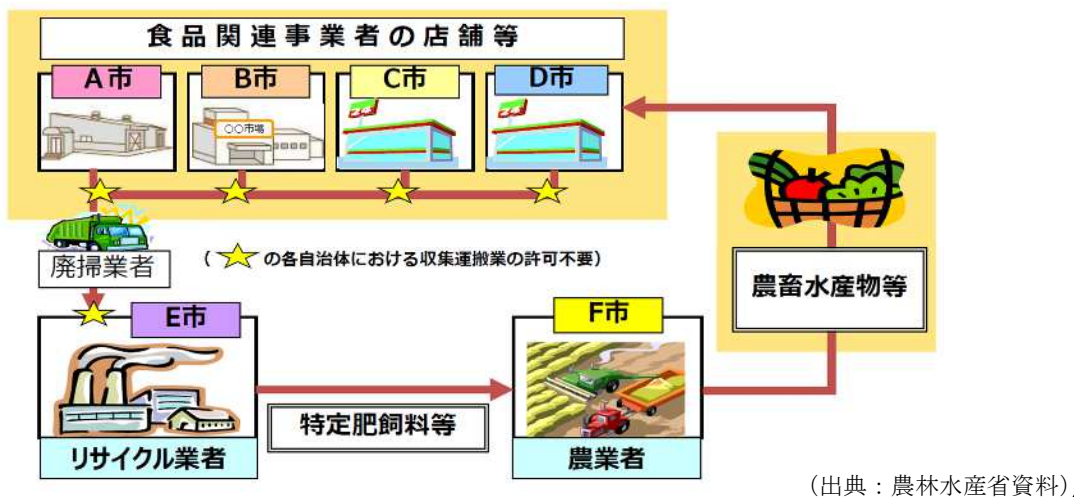 食品関連事業者の店舗等
A市
B市
C市
D市
○○市場
廃掃業者
(☆の各自治体における収集運搬業の許可不要)
農畜水産物等
E市
F市
特定肥飼料等
リサイクル業者
農業者
(出典:農林水産省資料)